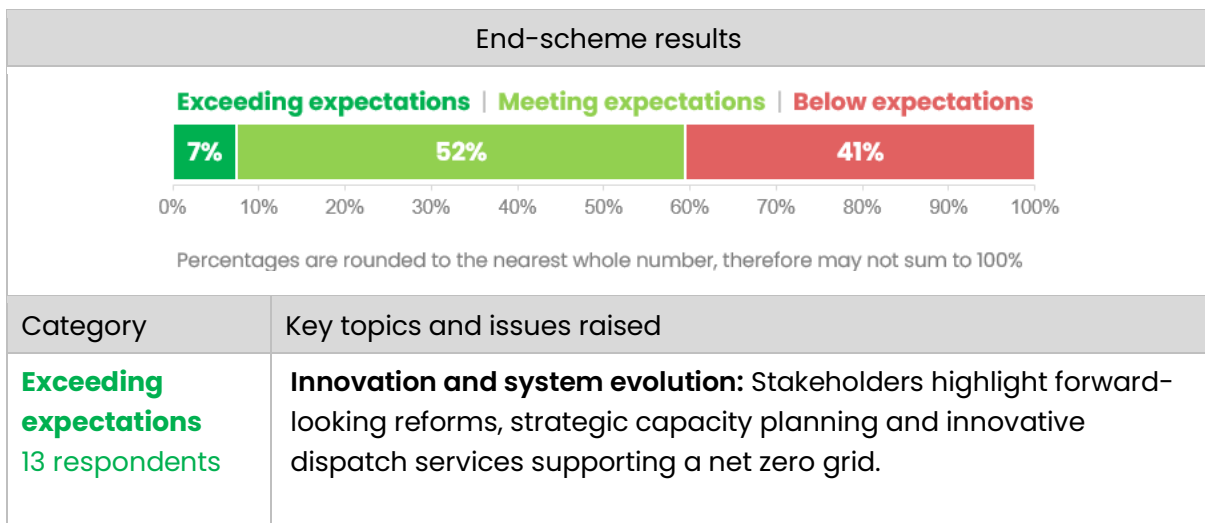 End-scheme results
Exceeding expectations | Meeting expectations | Below expectations
7% 52% 41%
0% 10% 20% 30% 40% 50% 60% 70% 80% 90% 100%
Percentages are rounded to the nearest whole number, therefore may not sum to 100%
Category Key topics and issues raised
Exceeding
expectations
13 respondents
Innovation and system evolution: Stakeholders highlight forward-
looking reforms, strategic capacity planning and innovative
dispatch services supporting a net zero grid.